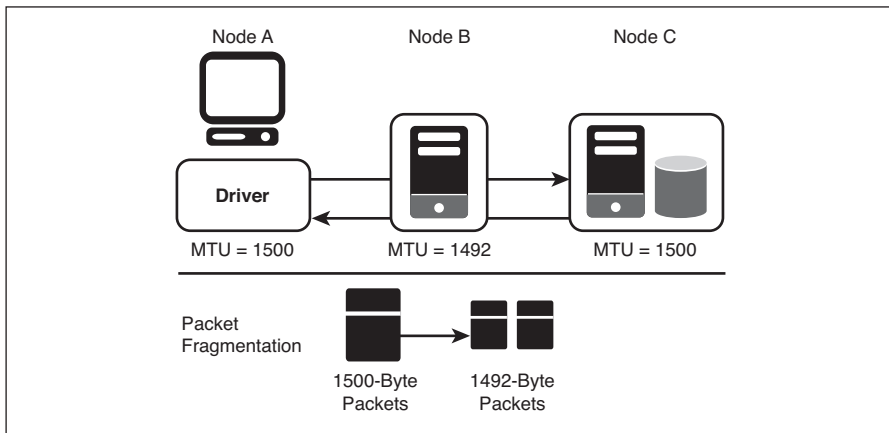 Node A
Node B
Node C
Driver
MTU = 1500
MTU = 1492
MTU = 1500
Packet
Fragmentation
1500-Byte
Packets
1492-Byte
Packets